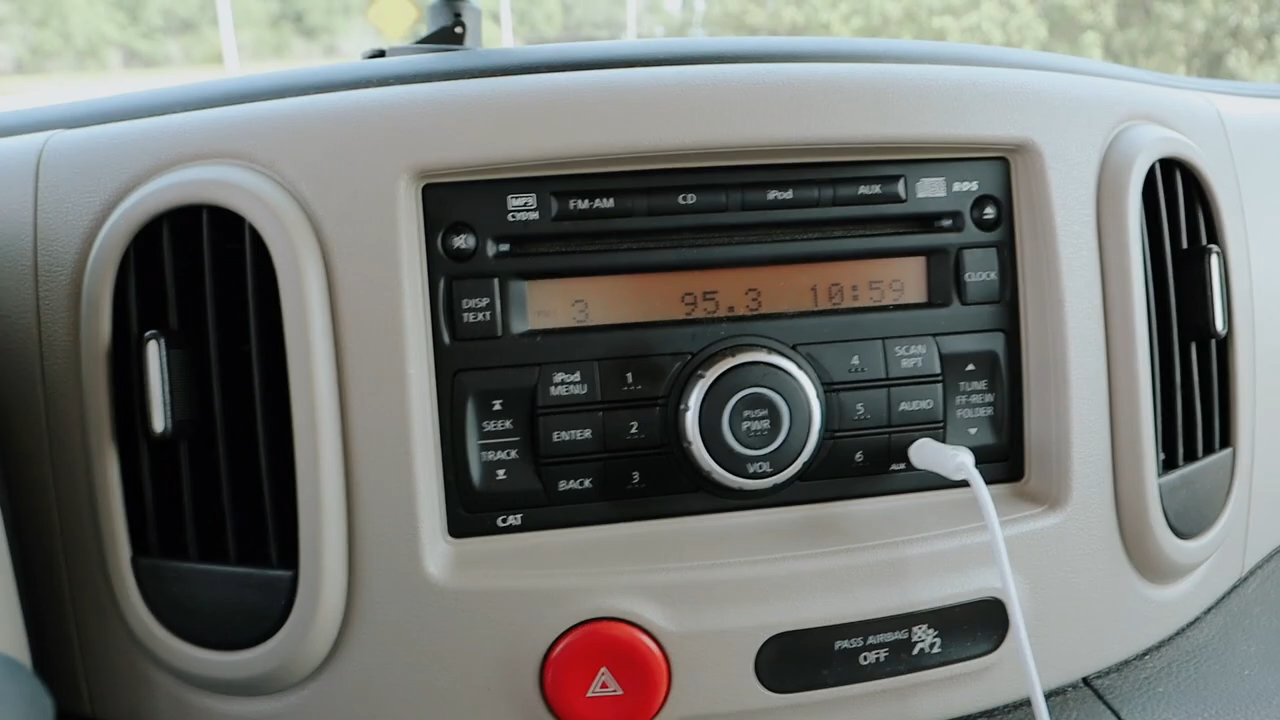 MP3
FM·AM
CD
iPod
AUX
RDS
DISP
TEXT
3
95.3
10:59
CLOCK
iPod
MENU
1
4
SCAN
RPT
SEEK
TRACK
ENTER
2
PUSH
PWR
VOL
5
AUDIO
TUNE
FF·REW
FOLDER
BACK
3
6
AUX
CAT
PASS AIRBAG
OFF
2